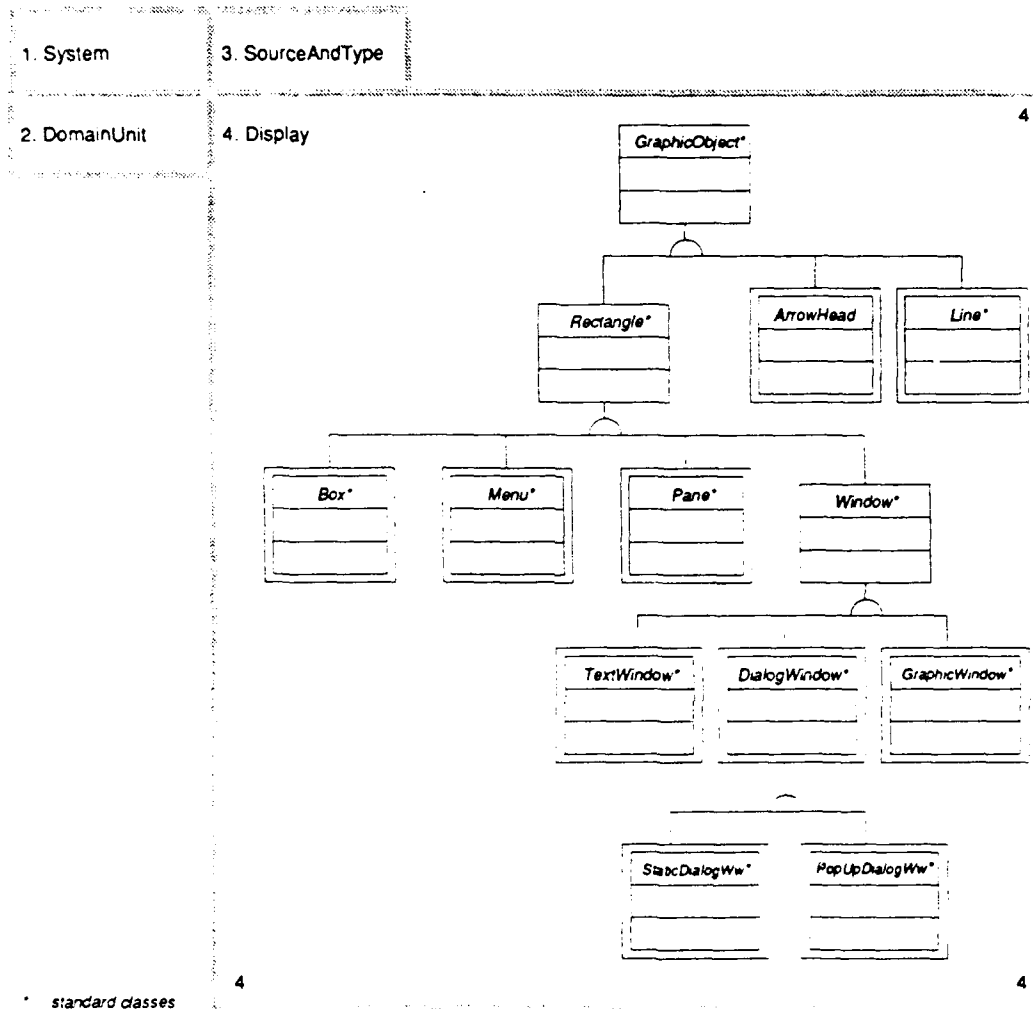 1. System
3. SourceAndType
4
2. DomainUnit
4. Display
GraphicObject*
Rectangle*
ArrowHead
Line*
Box*
Menu*
Pane*
Window*
TextWindow*
DialogWindow*
GraphicWindow*
StaticDialogWw*
PopUpDialogWw*
4
4
* standard classes